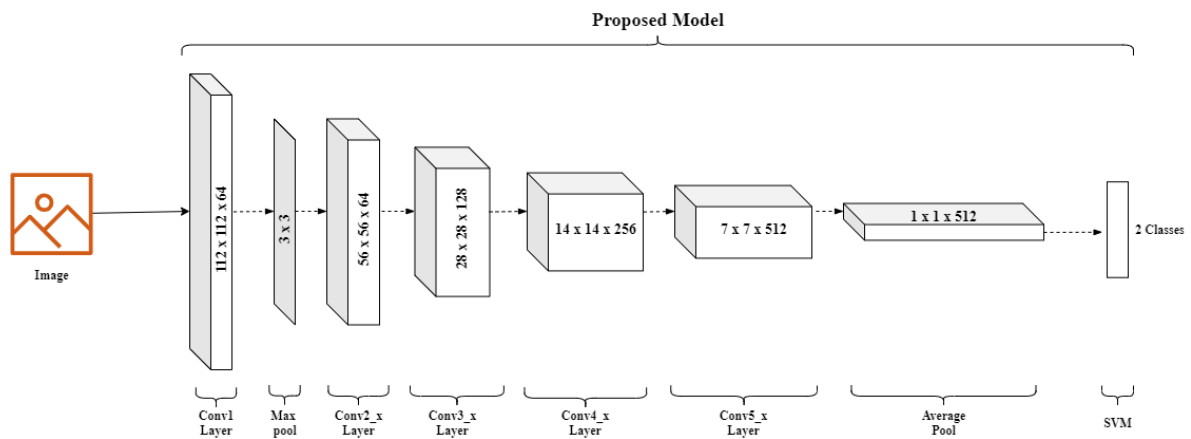 Proposed Model
112 x 112 x 64
3 x 3
56 x 56 x 64
28 x 28 x 128
14 x 14 x 256
7 x 7 x 512
1 x 1 x 512
2 Classes
Image
Conv1
Layer
Max
pool
Conv2_x
Layer
Conv3_x
Layer
Conv4_x
Layer
Conv5_x
Layer
Average
Pool
SVM